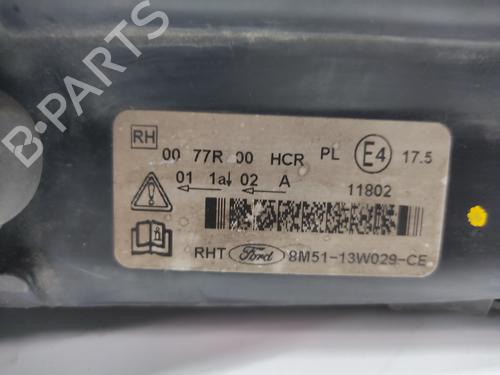 RH
00 77R 00 HCR PL E4 17.5
01 1a↓ 02 A
11802
RHT Ford 8M51-13W029-CE
B-PARTS